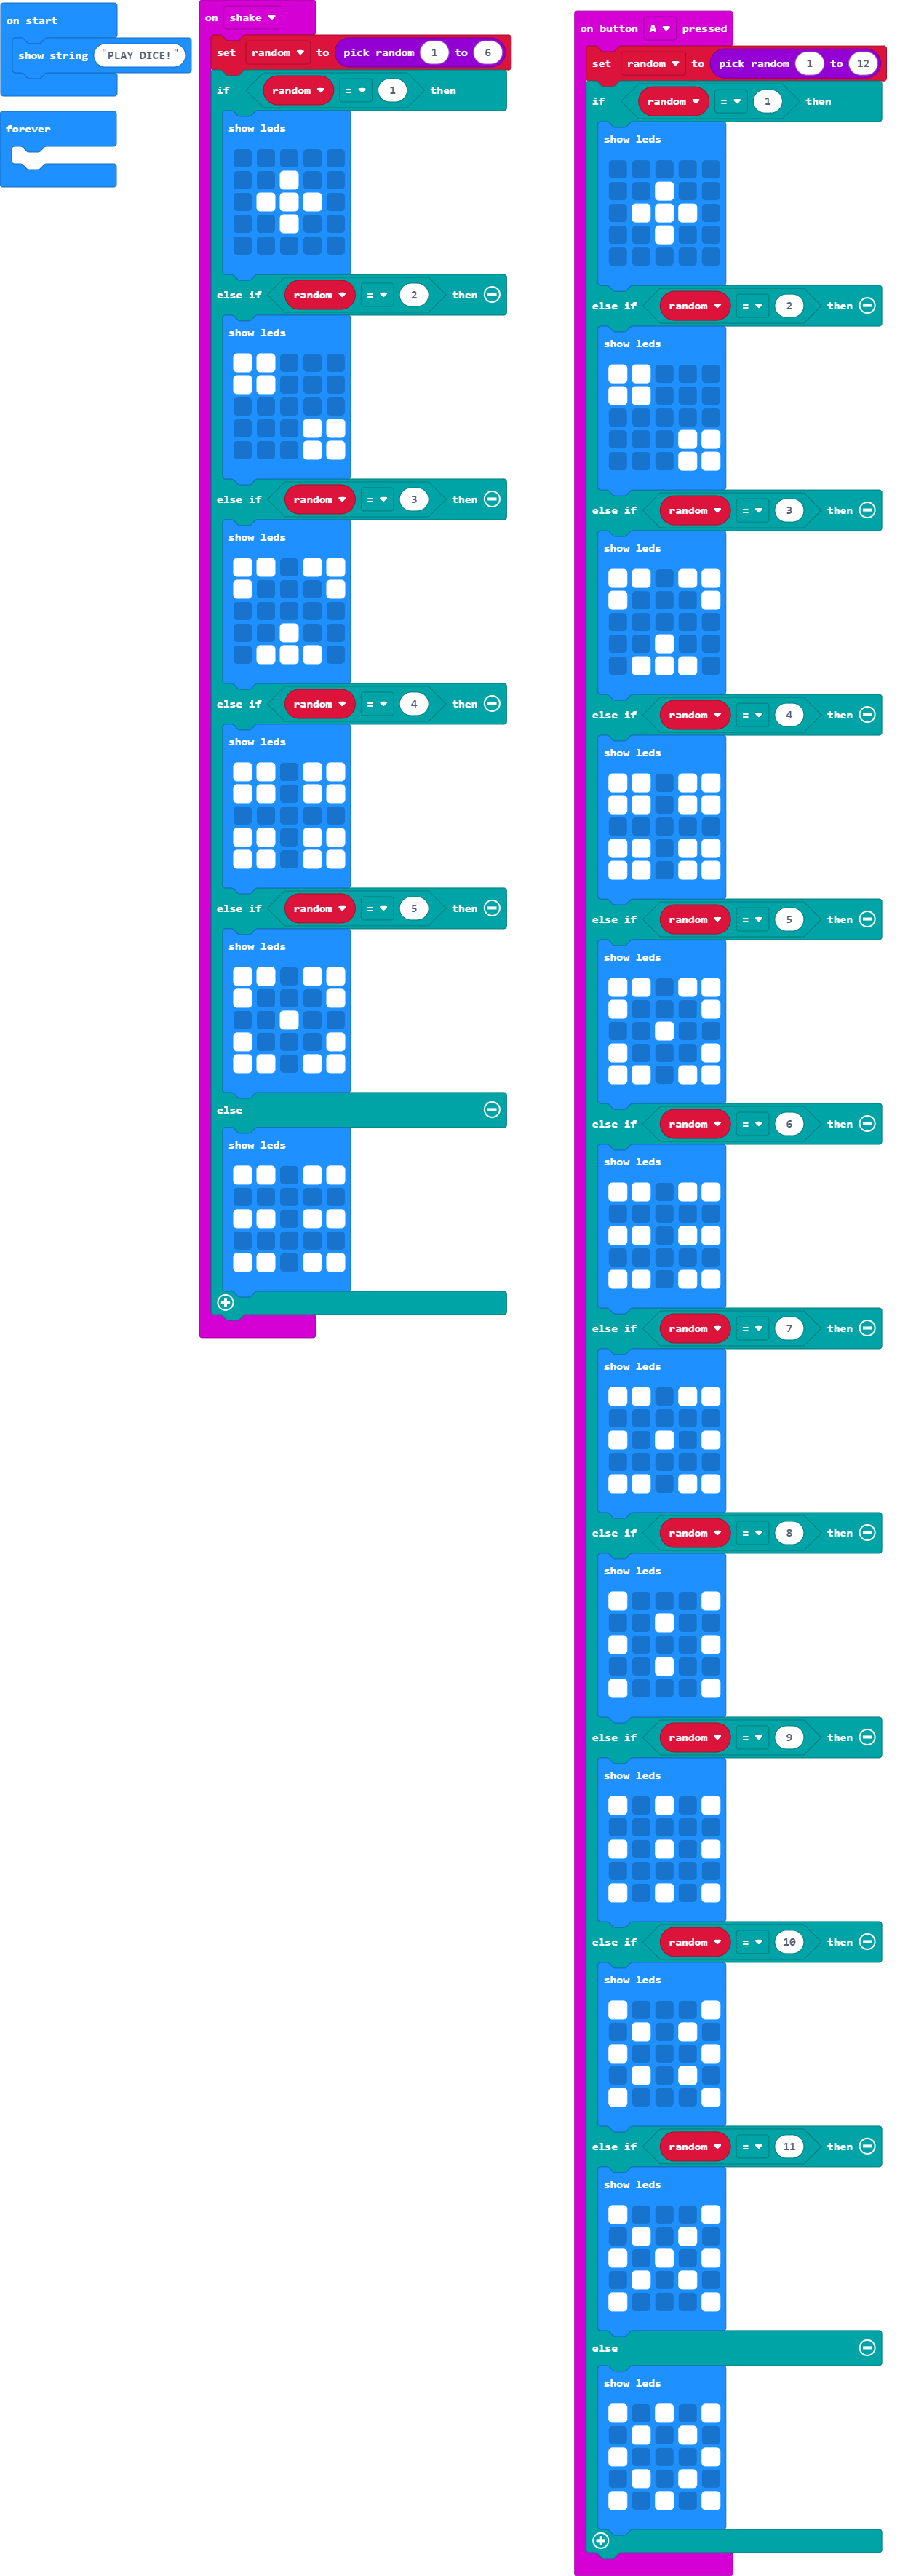 on start
show string "PLAY DICE!"
forever
on shake
set random to pick random 1 to 6
if random = 1 then
show leds
else if random = 2 then
show leds
else if random = 3 then
show leds
else if random = 4 then
show leds
else if random = 5 then
show leds
else
show leds
on button A pressed
set random to pick random 1 to 12
if random = 1 then
show leds
else if random = 2 then
show leds
else if random = 3 then
show leds
else if random = 4 then
show leds
else if random = 5 then
show leds
else if random = 6 then
show leds
else if random = 7 then
show leds
else if random = 8 then
show leds
else if random = 9 then
show leds
else if random = 10 then
show leds
else if random = 11 then
show leds
else
show leds